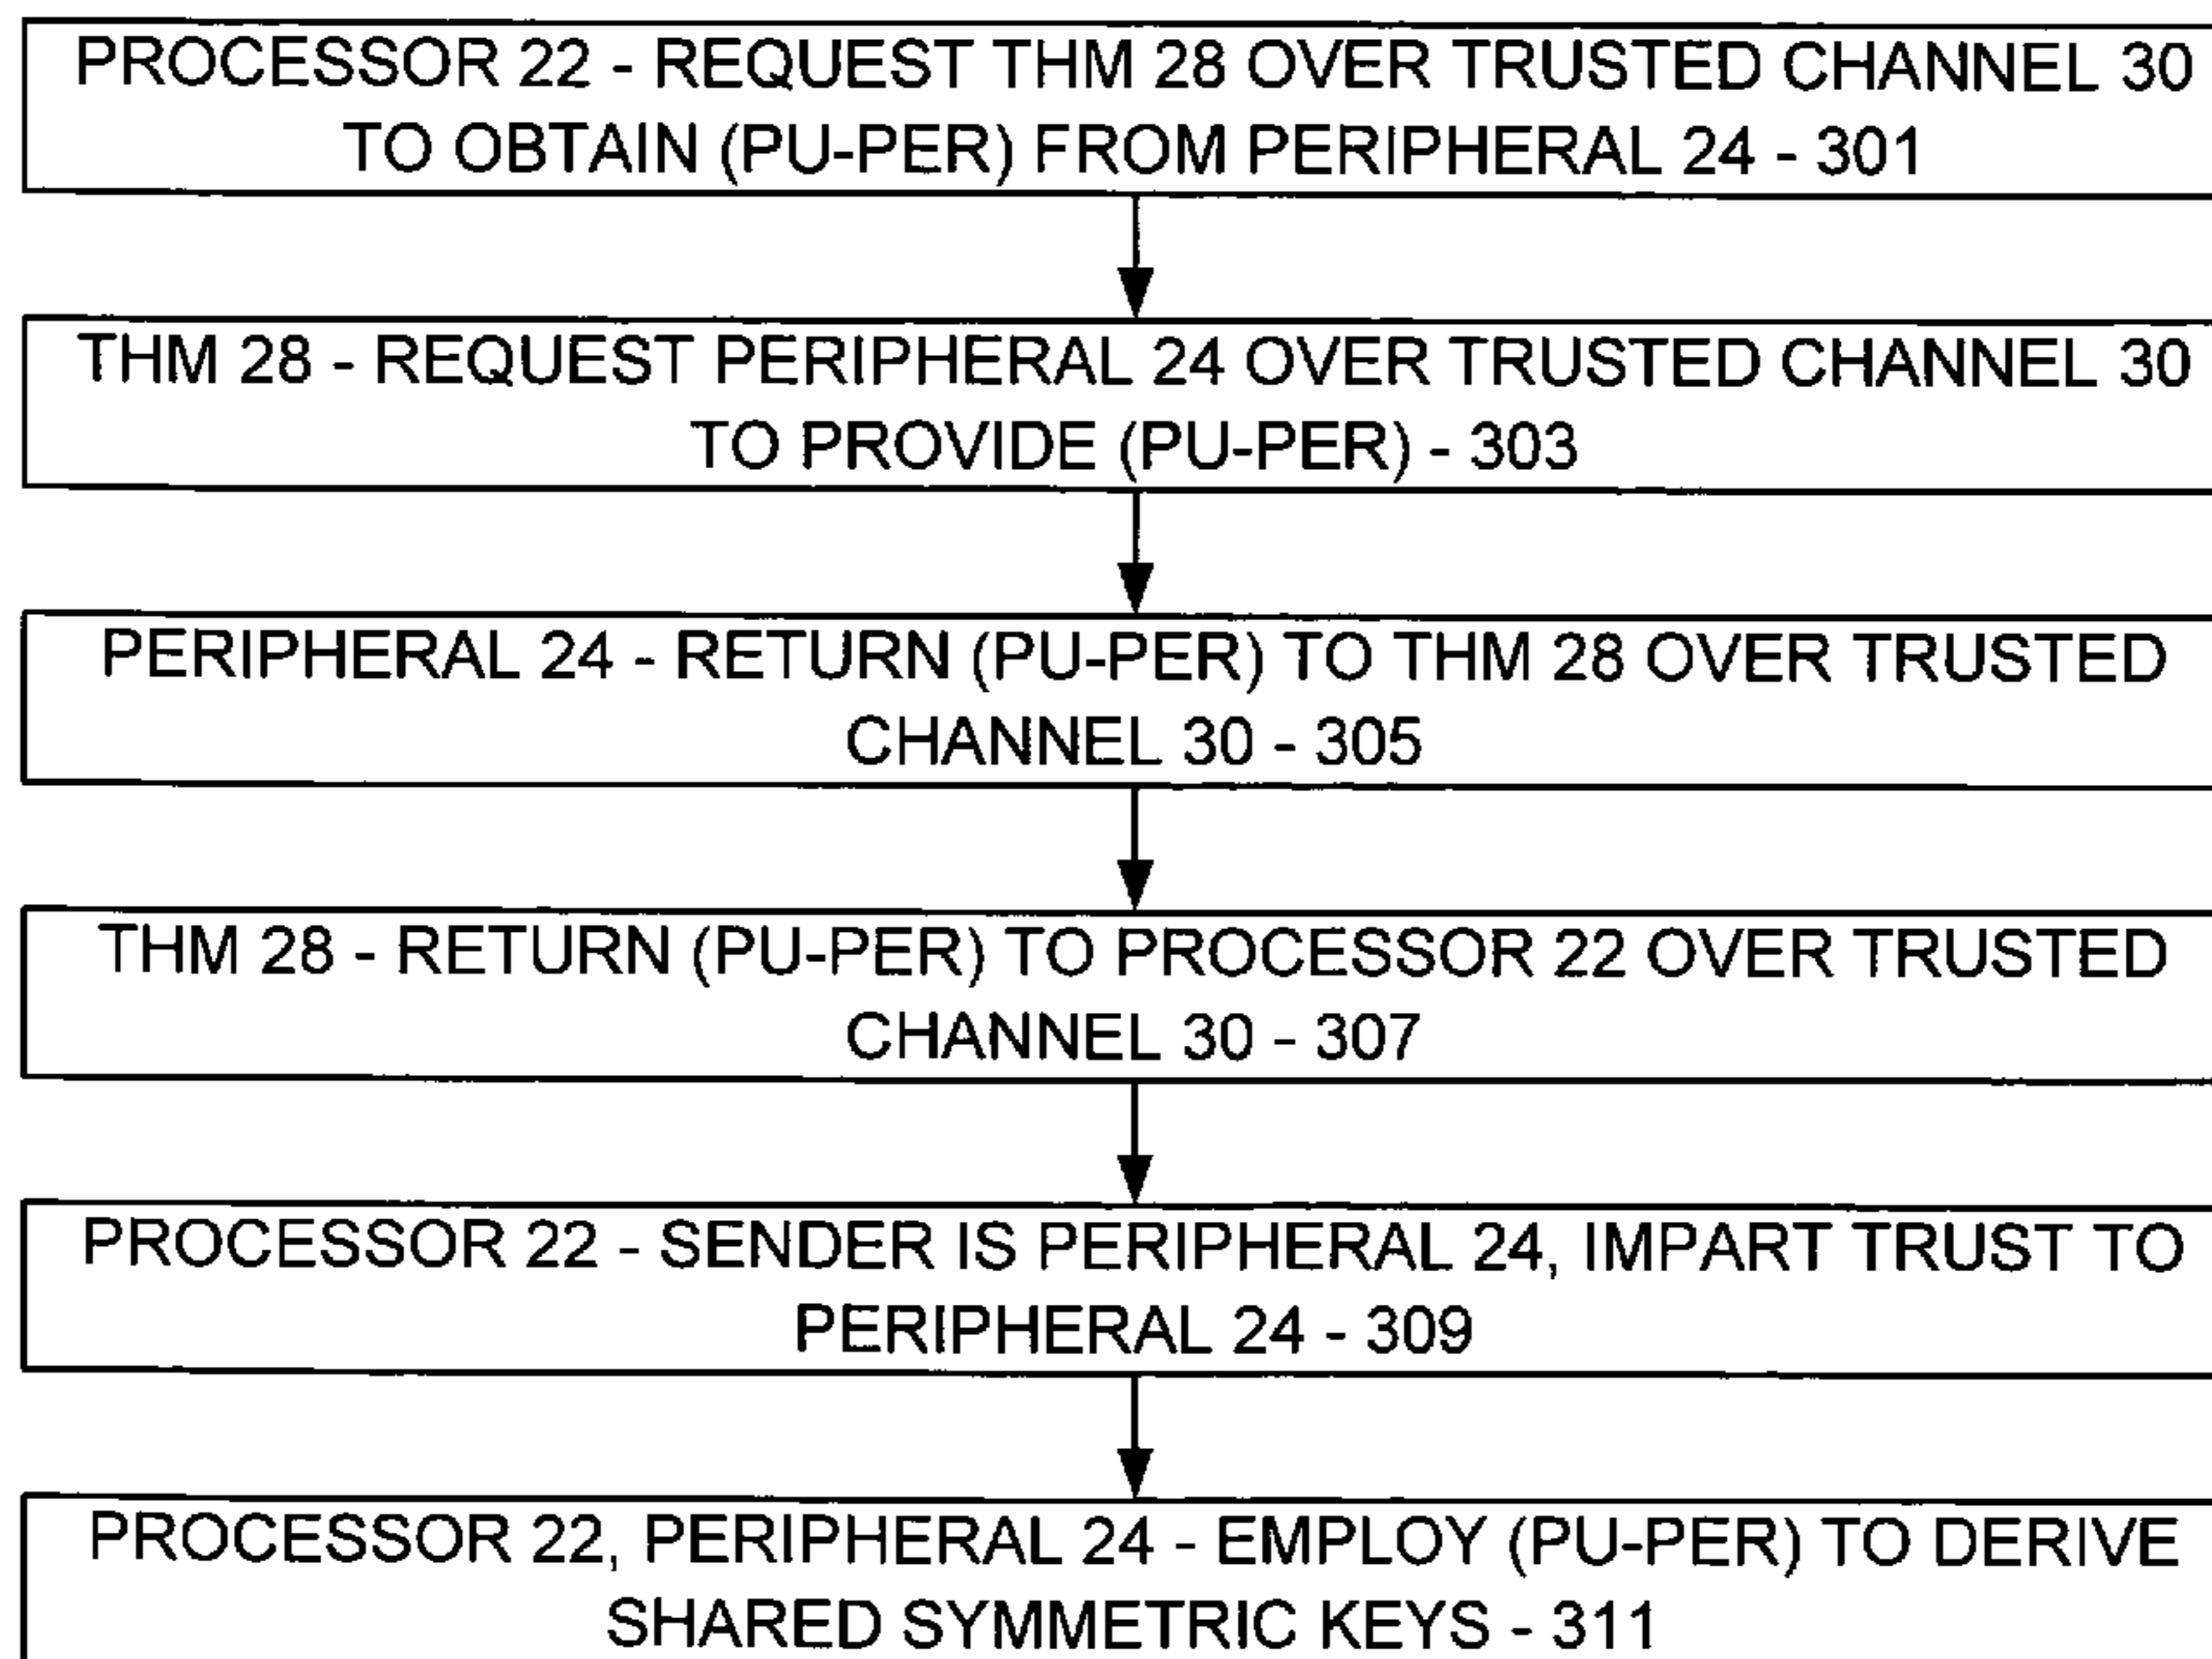 PROCESSOR 22 - REQUEST THM 28 OVER TRUSTED CHANNEL 30
TO OBTAIN (PU-PER) FROM PERIPHERAL 24 - 301
THM 28 - REQUEST PERIPHERAL 24 OVER TRUSTED CHANNEL 30
TO PROVIDE (PU-PER) - 303
PERIPHERAL 24 - RETURN (PU-PER) TO THM 28 OVER TRUSTED
CHANNEL 30 - 305
THM 28 - RETURN (PU-PER) TO PROCESSOR 22 OVER TRUSTED
CHANNEL 30 - 307
PROCESSOR 22 - SENDER IS PERIPHERAL 24, IMPART TRUST TO
PERIPHERAL 24 - 309
PROCESSOR 22, PERIPHERAL 24 - EMPLOY (PU-PER) TO DERIVE
SHARED SYMMETRIC KEYS - 311